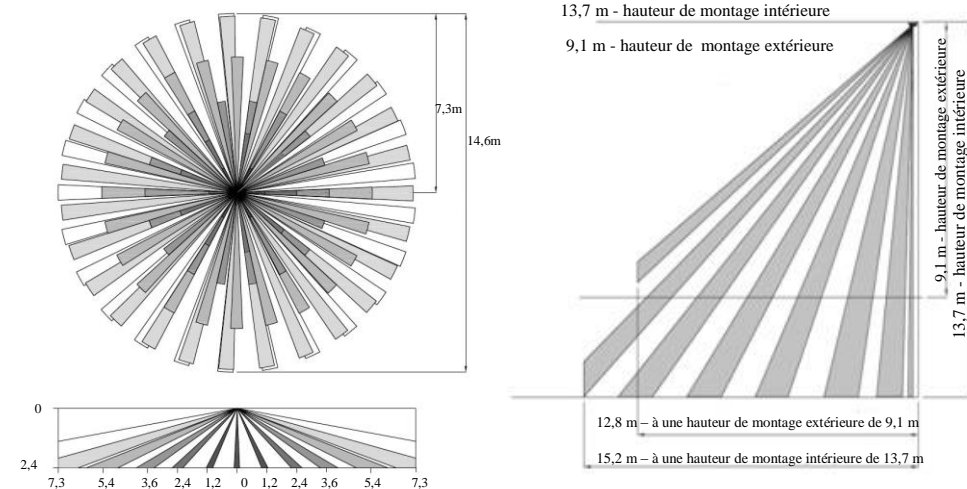 7,3m
14,6m
0
2,4
7,3 5,4 3,6 2,4 1,2 0 1,2 2,4 3,6 5,4 7,3
13,7 m - hauteur de montage intérieure
9,1 m - hauteur de montage extérieure
9,1 m - hauteur de montage extérieure
13,7 m - hauteur de montage intérieure
12,8 m – à une hauteur de montage extérieure de 9,1 m
15,2 m – à une hauteur de montage intérieure de 13,7 m